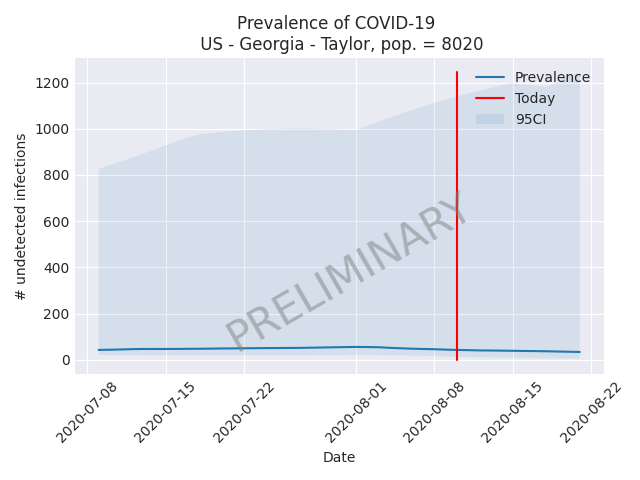 Prevalence of COVID-19
US - Georgia - Taylor, pop. = 8020
Prevalence
Today
95CI
1200
1000
800
600
400
200
0
# undetected infections
PRELIMINARY
2020-07-08
2020-07-15
2020-07-22
2020-08-01
2020-08-08
2020-08-15
2020-08-22
Date